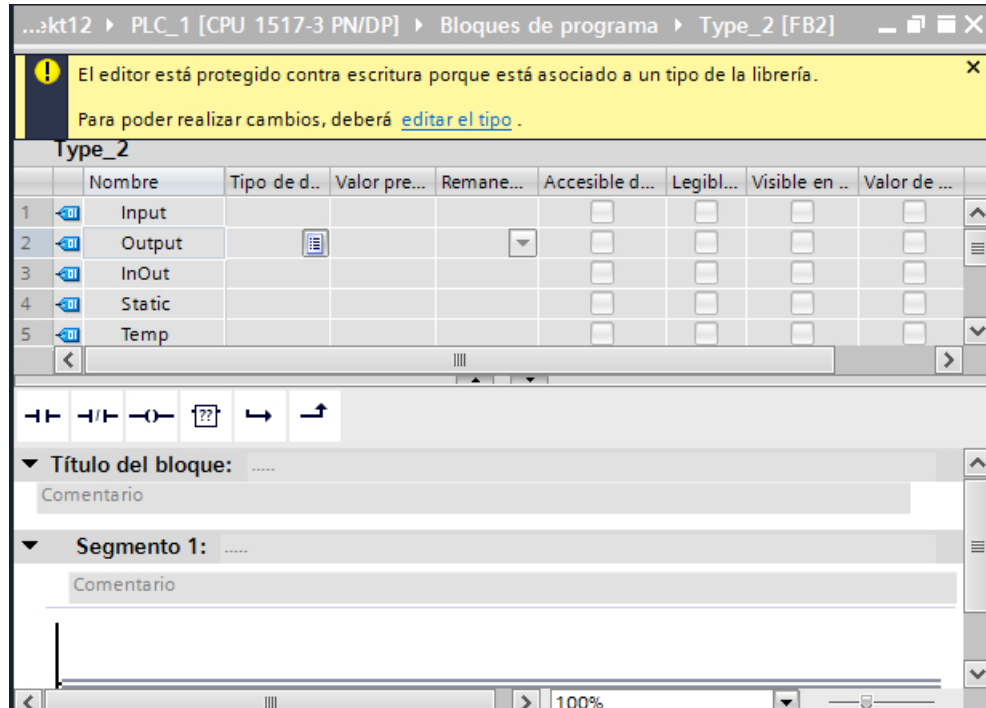 ...ekt12 ▸ PLC_1 [CPU 1517-3 PN/DP] ▸ Bloques de programa ▸ Type_2 [FB2]
El editor está protegido contra escritura porque está asociado a un tipo de la librería.
Para poder realizar cambios, deberá editar el tipo .
Type_2
Nombre Tipo de d... Valor pre... Remane... Accesible d... Legibl... Visible en ... Valor de ...
1 Input
2 Output
3 InOut
4 Static
5 Temp
??
Título del bloque: .....
Comentario
Segmento 1: .....
Comentario
100%